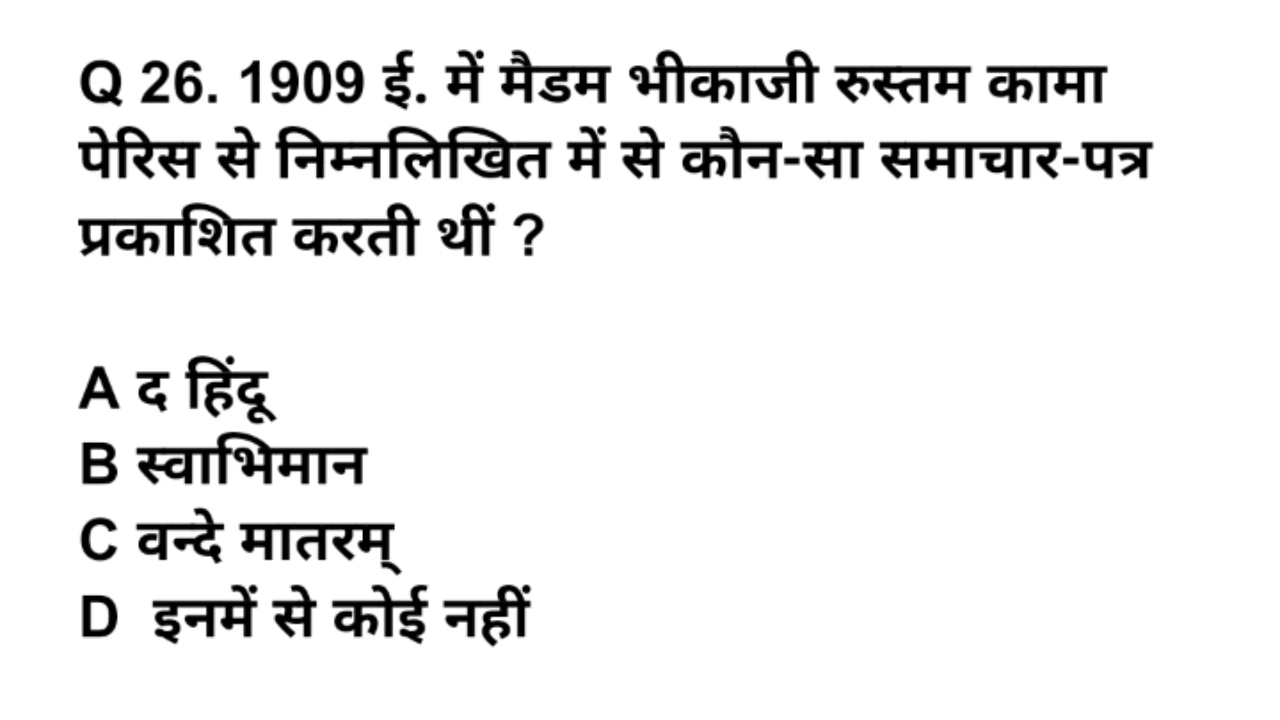 Q 26. 1909 ई. में मैडम भीकाजी रुस्तम कामा
पेरिस से निम्नलिखित में से कौन-सा समाचार-पत्र
प्रकाशित करती थीं ?
A द हिंदू
B स्वाभिमान
C वन्दे मातरम्
D इनमें से कोई नहीं